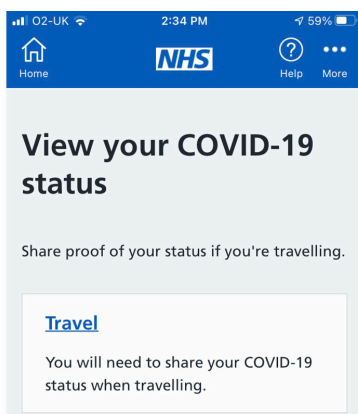 O2-UK 2:34 PM 59%
Home NHS Help More
View your COVID-19
status
Share proof of your status if you're travelling.
Travel
You will need to share your COVID-19
status when travelling.